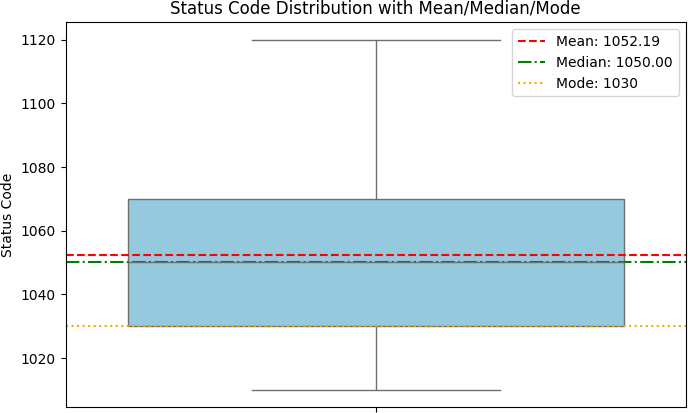 Status Code Distribution with Mean/Median/Mode
Mean: 1052.19
Median: 1050.00
Mode: 1030
Status Code
1120
1100
1080
1060
1040
1020